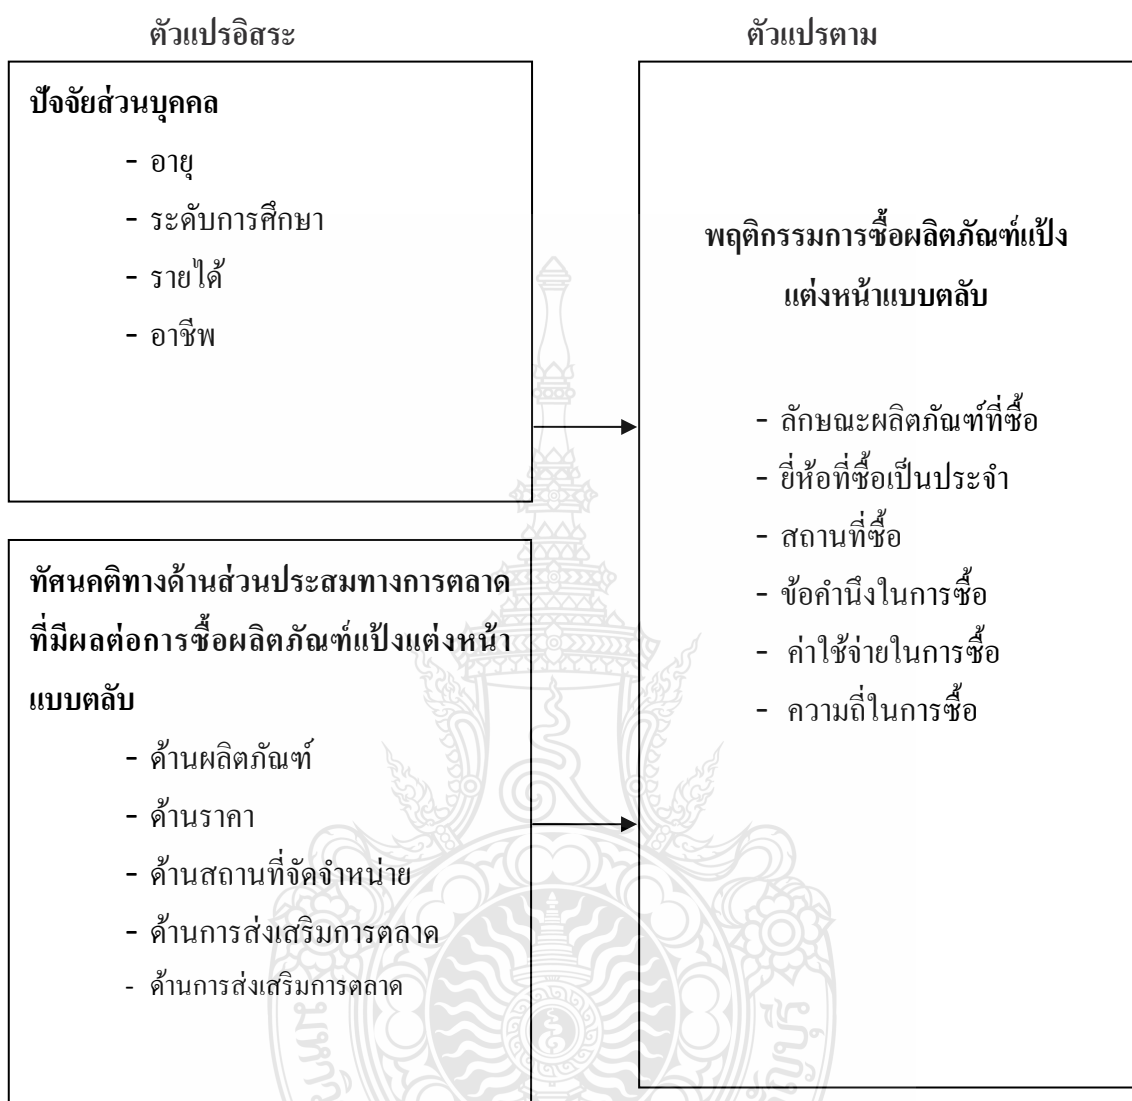 ตัวแปรอิสระ
ตัวแปรตาม
ปัจจัยส่วนบุคคล
- อายุ
- ระดับการศึกษา
- รายได้
- อาชีพ
ทัศนคติทางด้านส่วนประสมทางการตลาด
ที่มีผลต่อการซื้อผลิตภัณฑ์แป้งแต่งหน้า
แบบตลับ
- ด้านผลิตภัณฑ์
- ด้านราคา
- ด้านสถานที่จัดจำหน่าย
- ด้านการส่งเสริมการตลาด
- ด้านการส่งเสริมการตลาด
พฤติกรรมการซื้อผลิตภัณฑ์แป้ง
แต่งหน้าแบบตลับ
- ลักษณะผลิตภัณฑ์ที่ซื้อ
- ยี่ห้อที่ซื้อเป็นประจำ
- สถานที่ซื้อ
- ข้อคำนึงในการซื้อ
- ค่าใช้จ่ายในการซื้อ
- ความถี่ในการซื้อ